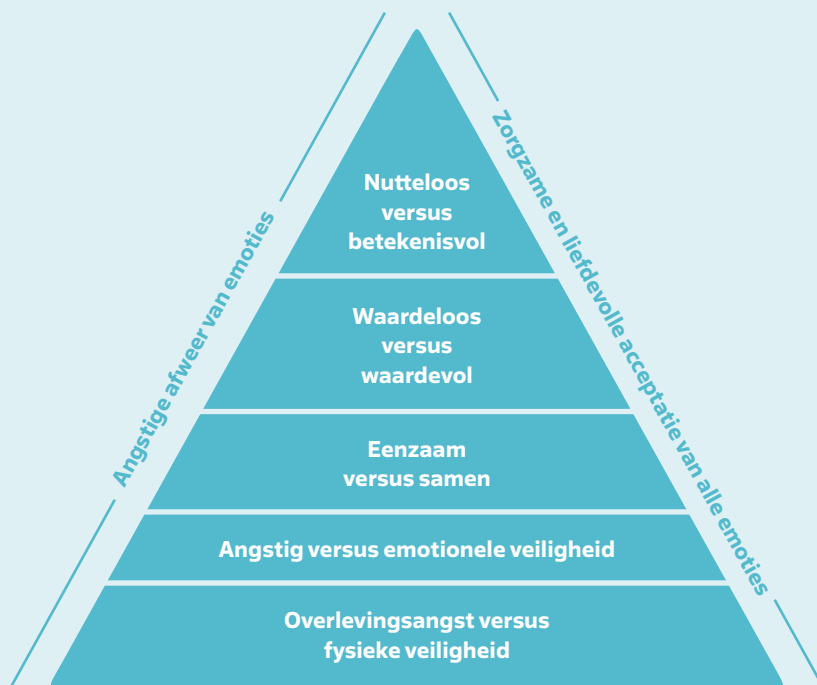 Angstige afweer van emoties
Zorgzame en liefdevolle acceptatie van alle emoties
Nutteloos
versus
betekenisvol
Waardeloos
versus
waardevol
Eenzaam
versus samen
Angstig versus emotionele veiligheid
Overlevingsangst versus
fysieke veiligheid